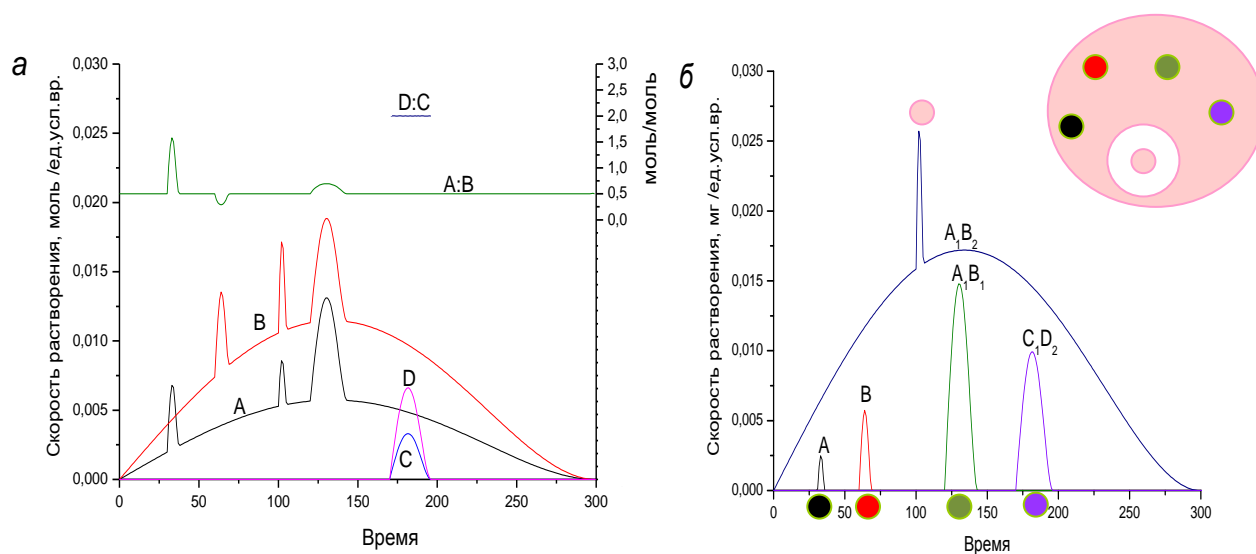 а
Скорость растворения, моль /ед.усл.вр.
0,030
0,025
0,020
0,015
0,010
0,005
0,000
3,0
2,5
2,0
1,5
1,0
0,5
0,0
моль/моль
D:C
A:B
B
A
D
C
0 50 100 150 200 250 300
Время
б
Скорость растворения, мг /ед.усл.вр.
0,030
0,025
0,020
0,015
0,010
0,005
0,000
A₁B₂
A₁B₁
C₁D₂
B
A
0 50 100 150 200 250 300
Время